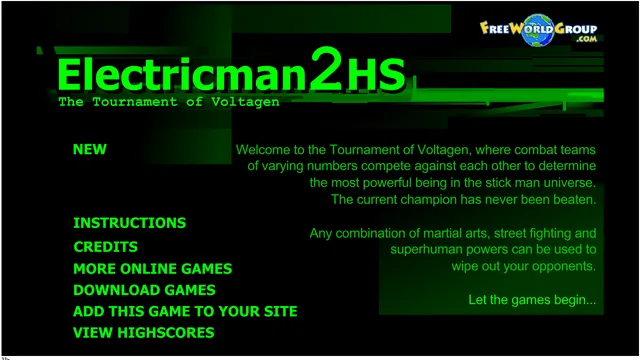 FreeWorldGroup
.com
Electricman2HS
The Tournament of Voltagen
NEW
Welcome to the Tournament of Voltagen, where combat teams
of varying numbers compete against each other to determine
the most powerful being in the stick man universe.
The current champion has never been beaten.
INSTRUCTIONS
Any combination of martial arts, street fighting and
CREDITS
superhuman powers can be used to
MORE ONLINE GAMES
wipe out your opponents.
DOWNLOAD GAMES
Let the games begin...
ADD THIS GAME TO YOUR SITE
VIEW HIGHSCORES